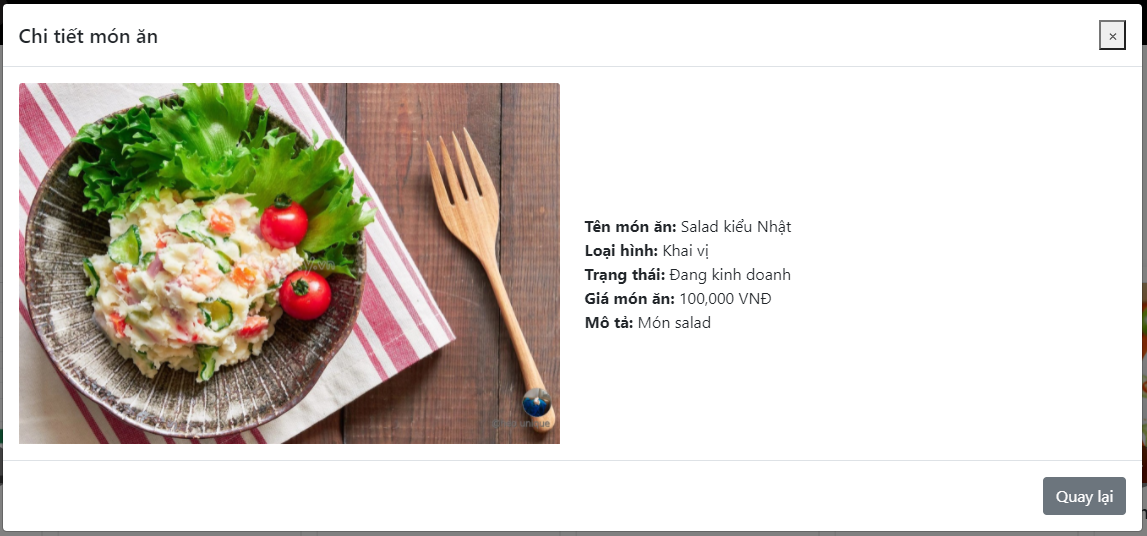 Chi tiết món ăn
×
Tên món ăn: Salad kiểu Nhật
Loại hình: Khai vị
Trạng thái: Đang kinh doanh
Giá món ăn: 100,000 VNĐ
Mô tả: Món salad
Quay lại